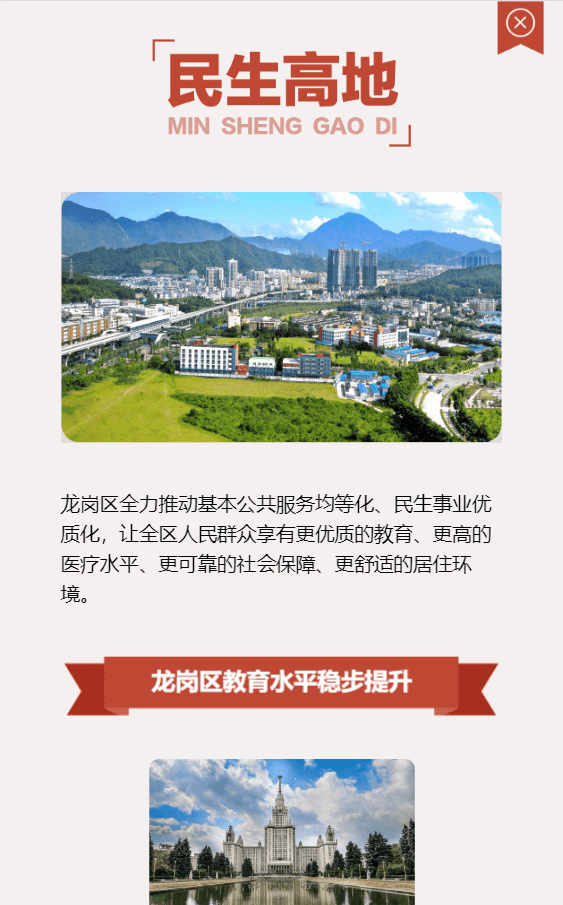 民生高地
MIN SHENG GAO DI
龙岗区全力推动基本公共服务均等化、民生事业优
质化，让全区人民群众享有更优质的教育、更高的
医疗水平、更可靠的社会保障、更舒适的居住环
境。
龙岗区教育水平稳步提升